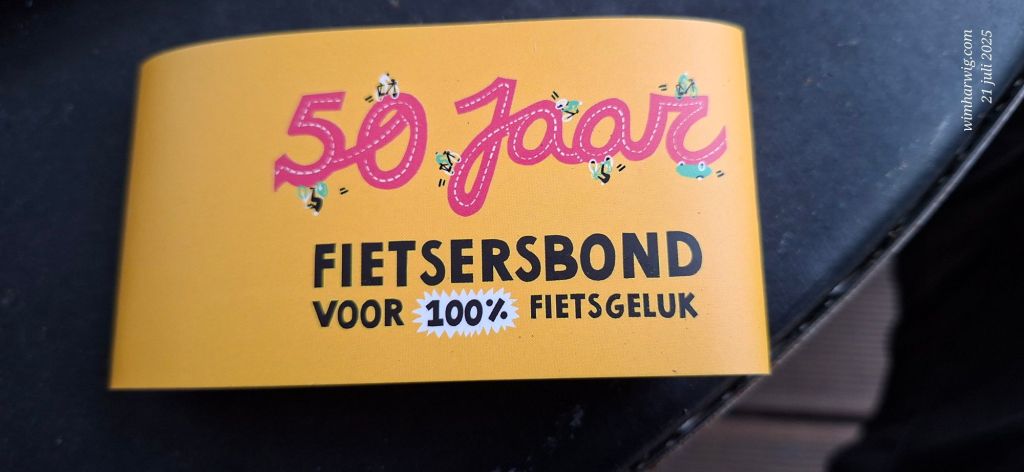 50 Jaar
FIETSERSBOND
VOOR 100% FIETSGELUK
wimharwig.com
21 juli 2025